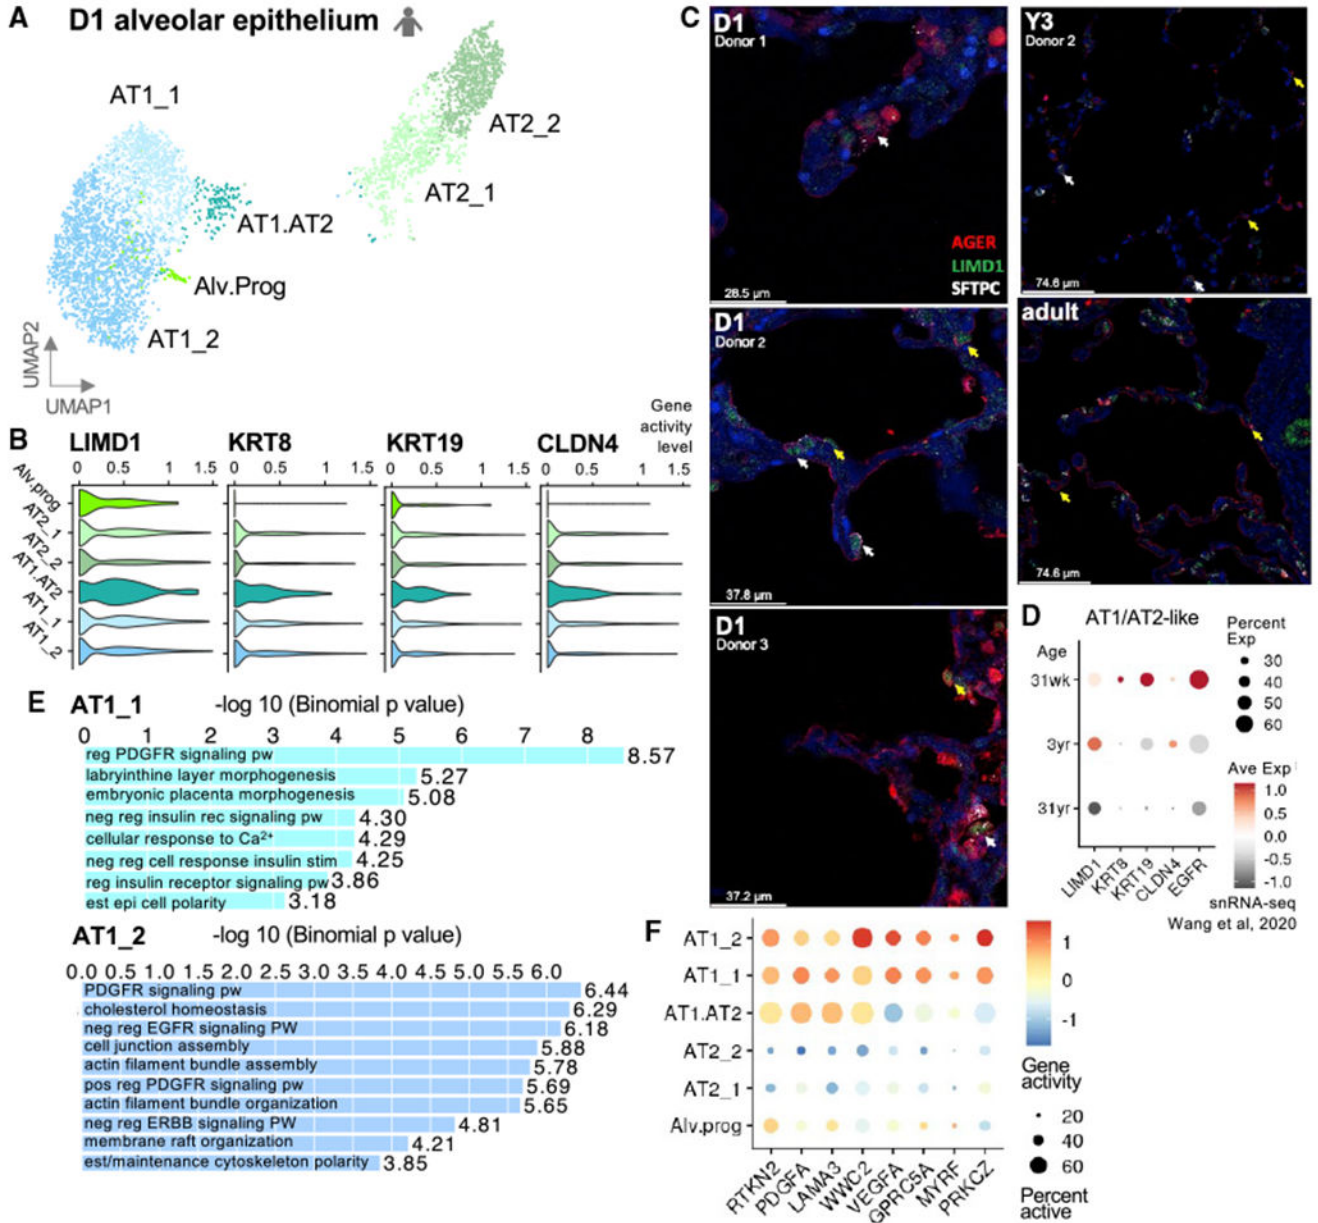 A D1 alveolar epithelium
AT1_1
AT2_2
AT2_1
AT1.AT2
Alv.Prog
AT1_2
UMAP2
UMAP1
B LIMD1 KRT8 KRT19 CLDN4
Gene
activity
level
0 0.5 1 1.5 0 0.5 1 1.5 0 0.5 1 1.5 0 0.5 1 1.5
Alv.prog
AT2_1
AT2_2
AT1.AT2
AT1_1
AT1_2
C D1
Donor 1
AGER
LIMD1
SFTPC
28.5 µm
Y3
Donor 2
74.6 µm
D1
Donor 2
37.8 µm
adult
74.6 µm
D1
Donor 3
37.2 µm
D AT1/AT2-like
Age
31wk
3yr
31yr
LIMD1 KRT8 KRT19 CLDN4 EGFR
Percent
Exp
30
40
50
60
Ave Exp
1.0
0.5
0.0
-0.5
-1.0
snRNA-seq
Wang et al, 2020
E AT1_1 -log 10 (Binomial p value)
0 1 2 3 4 5 6 7 8
reg PDGFR signaling pw 8.57
labryinthine layer morphogenesis 5.27
embryonic placenta morphogenesis 5.08
neg reg insulin rec signaling pw 4.30
cellular response to Ca²⁺ 4.29
neg reg cell response insulin stim 4.25
reg insulin receptor signaling pw 3.86
est epi cell polarity 3.18
AT1_2 -log 10 (Binomial p value)
0.0 0.5 1.0 1.5 2.0 2.5 3.0 3.5 4.0 4.5 5.0 5.5 6.0
PDGFR signaling pw 6.44
cholesterol homeostasis 6.29
neg reg EGFR signaling PW 6.18
cell junction assembly 5.88
actin filament bundle assembly 5.78
pos reg PDGFR signaling pw 5.69
actin filament bundle organization 5.65
neg reg ERBB signaling PW 4.81
membrane raft organization 4.21
est/maintenance cytoskeleton polarity 3.85
F AT1_2
AT1_1
AT1.AT2
AT2_2
AT2_1
Alv.prog
RTKN2 PDGFA LAMA3 WWC2 VEGFA GPRC5A MYRF PRKCZ
1
0
-1
Gene
activity
20
40
60
Percent
active